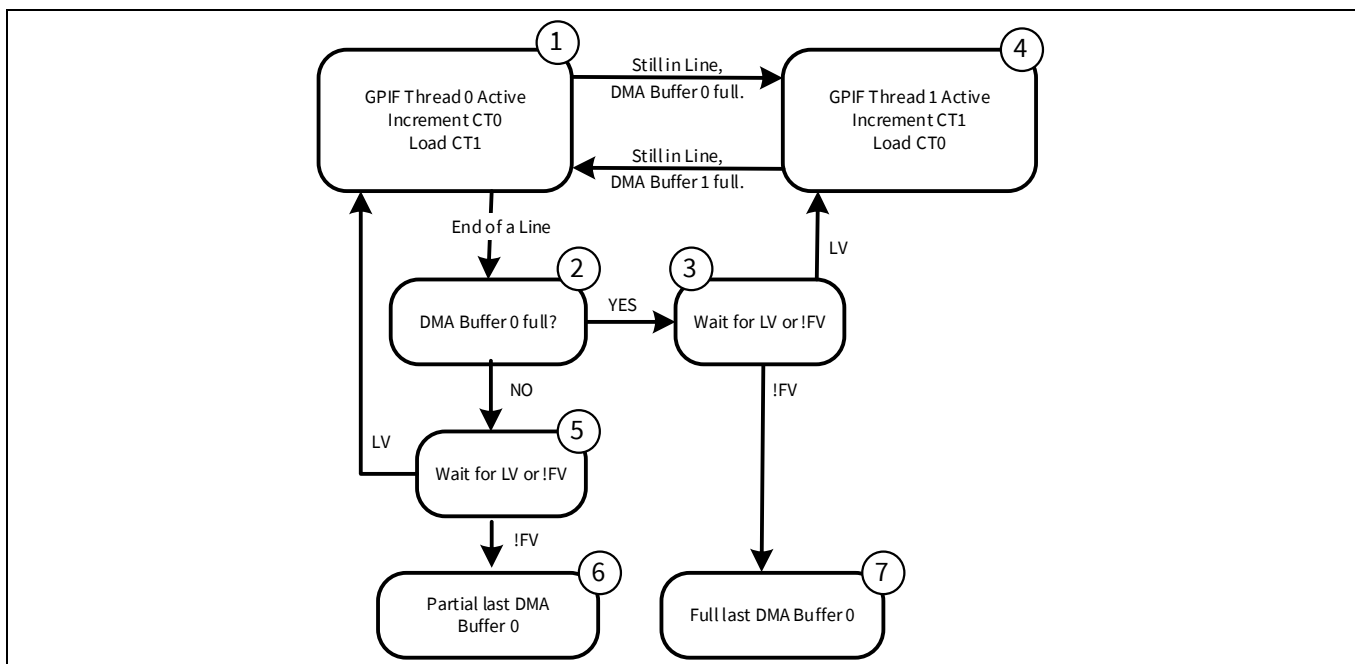 1
GPIF Thread 0 Active
Increment CT0
Load CT1
Still in Line,
DMA Buffer 0 full.
4
GPIF Thread 1 Active
Increment CT1
Load CT0
Still in Line,
DMA Buffer 1 full.
End of a Line
LV
2
DMA Buffer 0 full?
YES
3
Wait for LV or !FV
NO
!FV
LV
5
Wait for LV or !FV
!FV
6
Partial last DMA
Buffer 0
7
Full last DMA Buffer 0